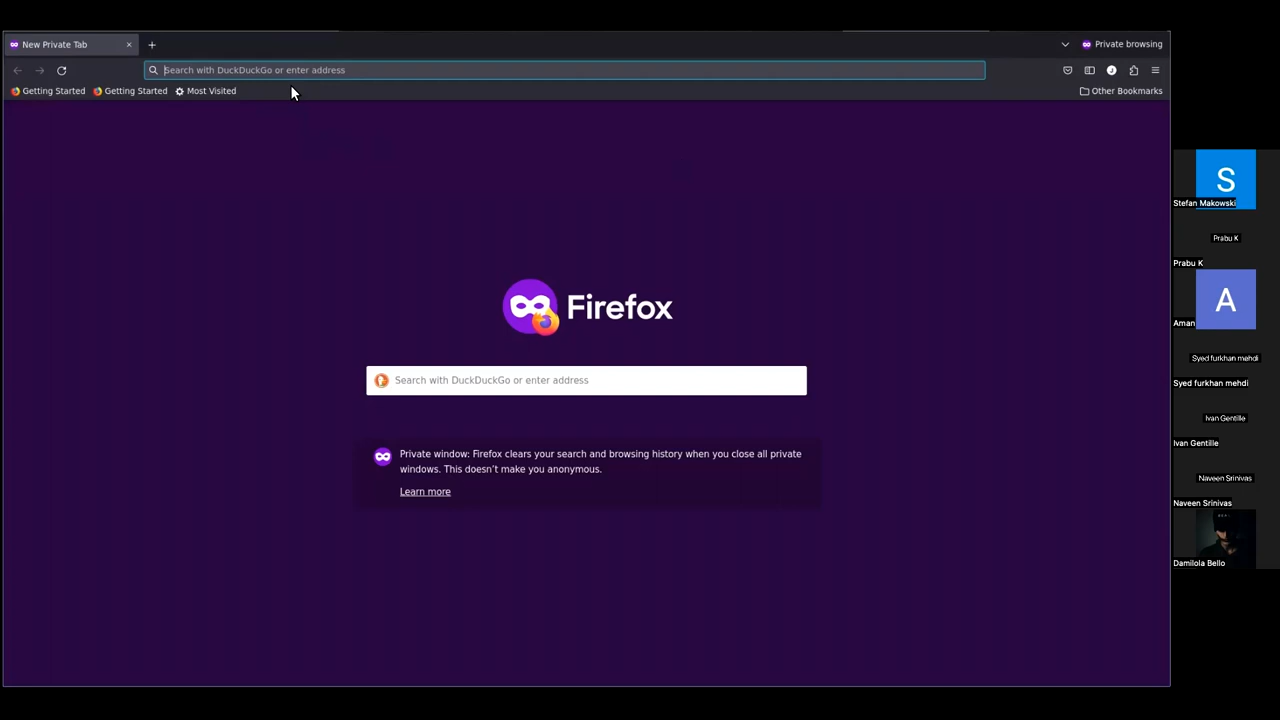 New Private Tab
Private browsing
Search with DuckDuckGo or enter address
Getting Started
Getting Started
Most Visited
Other Bookmarks
Firefox
Search with DuckDuckGo or enter address
Private window: Firefox clears your search and browsing history when you close all private
windows. This doesn't make you anonymous.
Learn more
S
Stefan Makowski
Prabu K
Prabu K
A
Aman
Syed furkhan mehdi
Syed furkhan mehdi
Ivan Gentille
Ivan Gentille
Naveen Srinivas
Naveen Srinivas
Damilola Bello